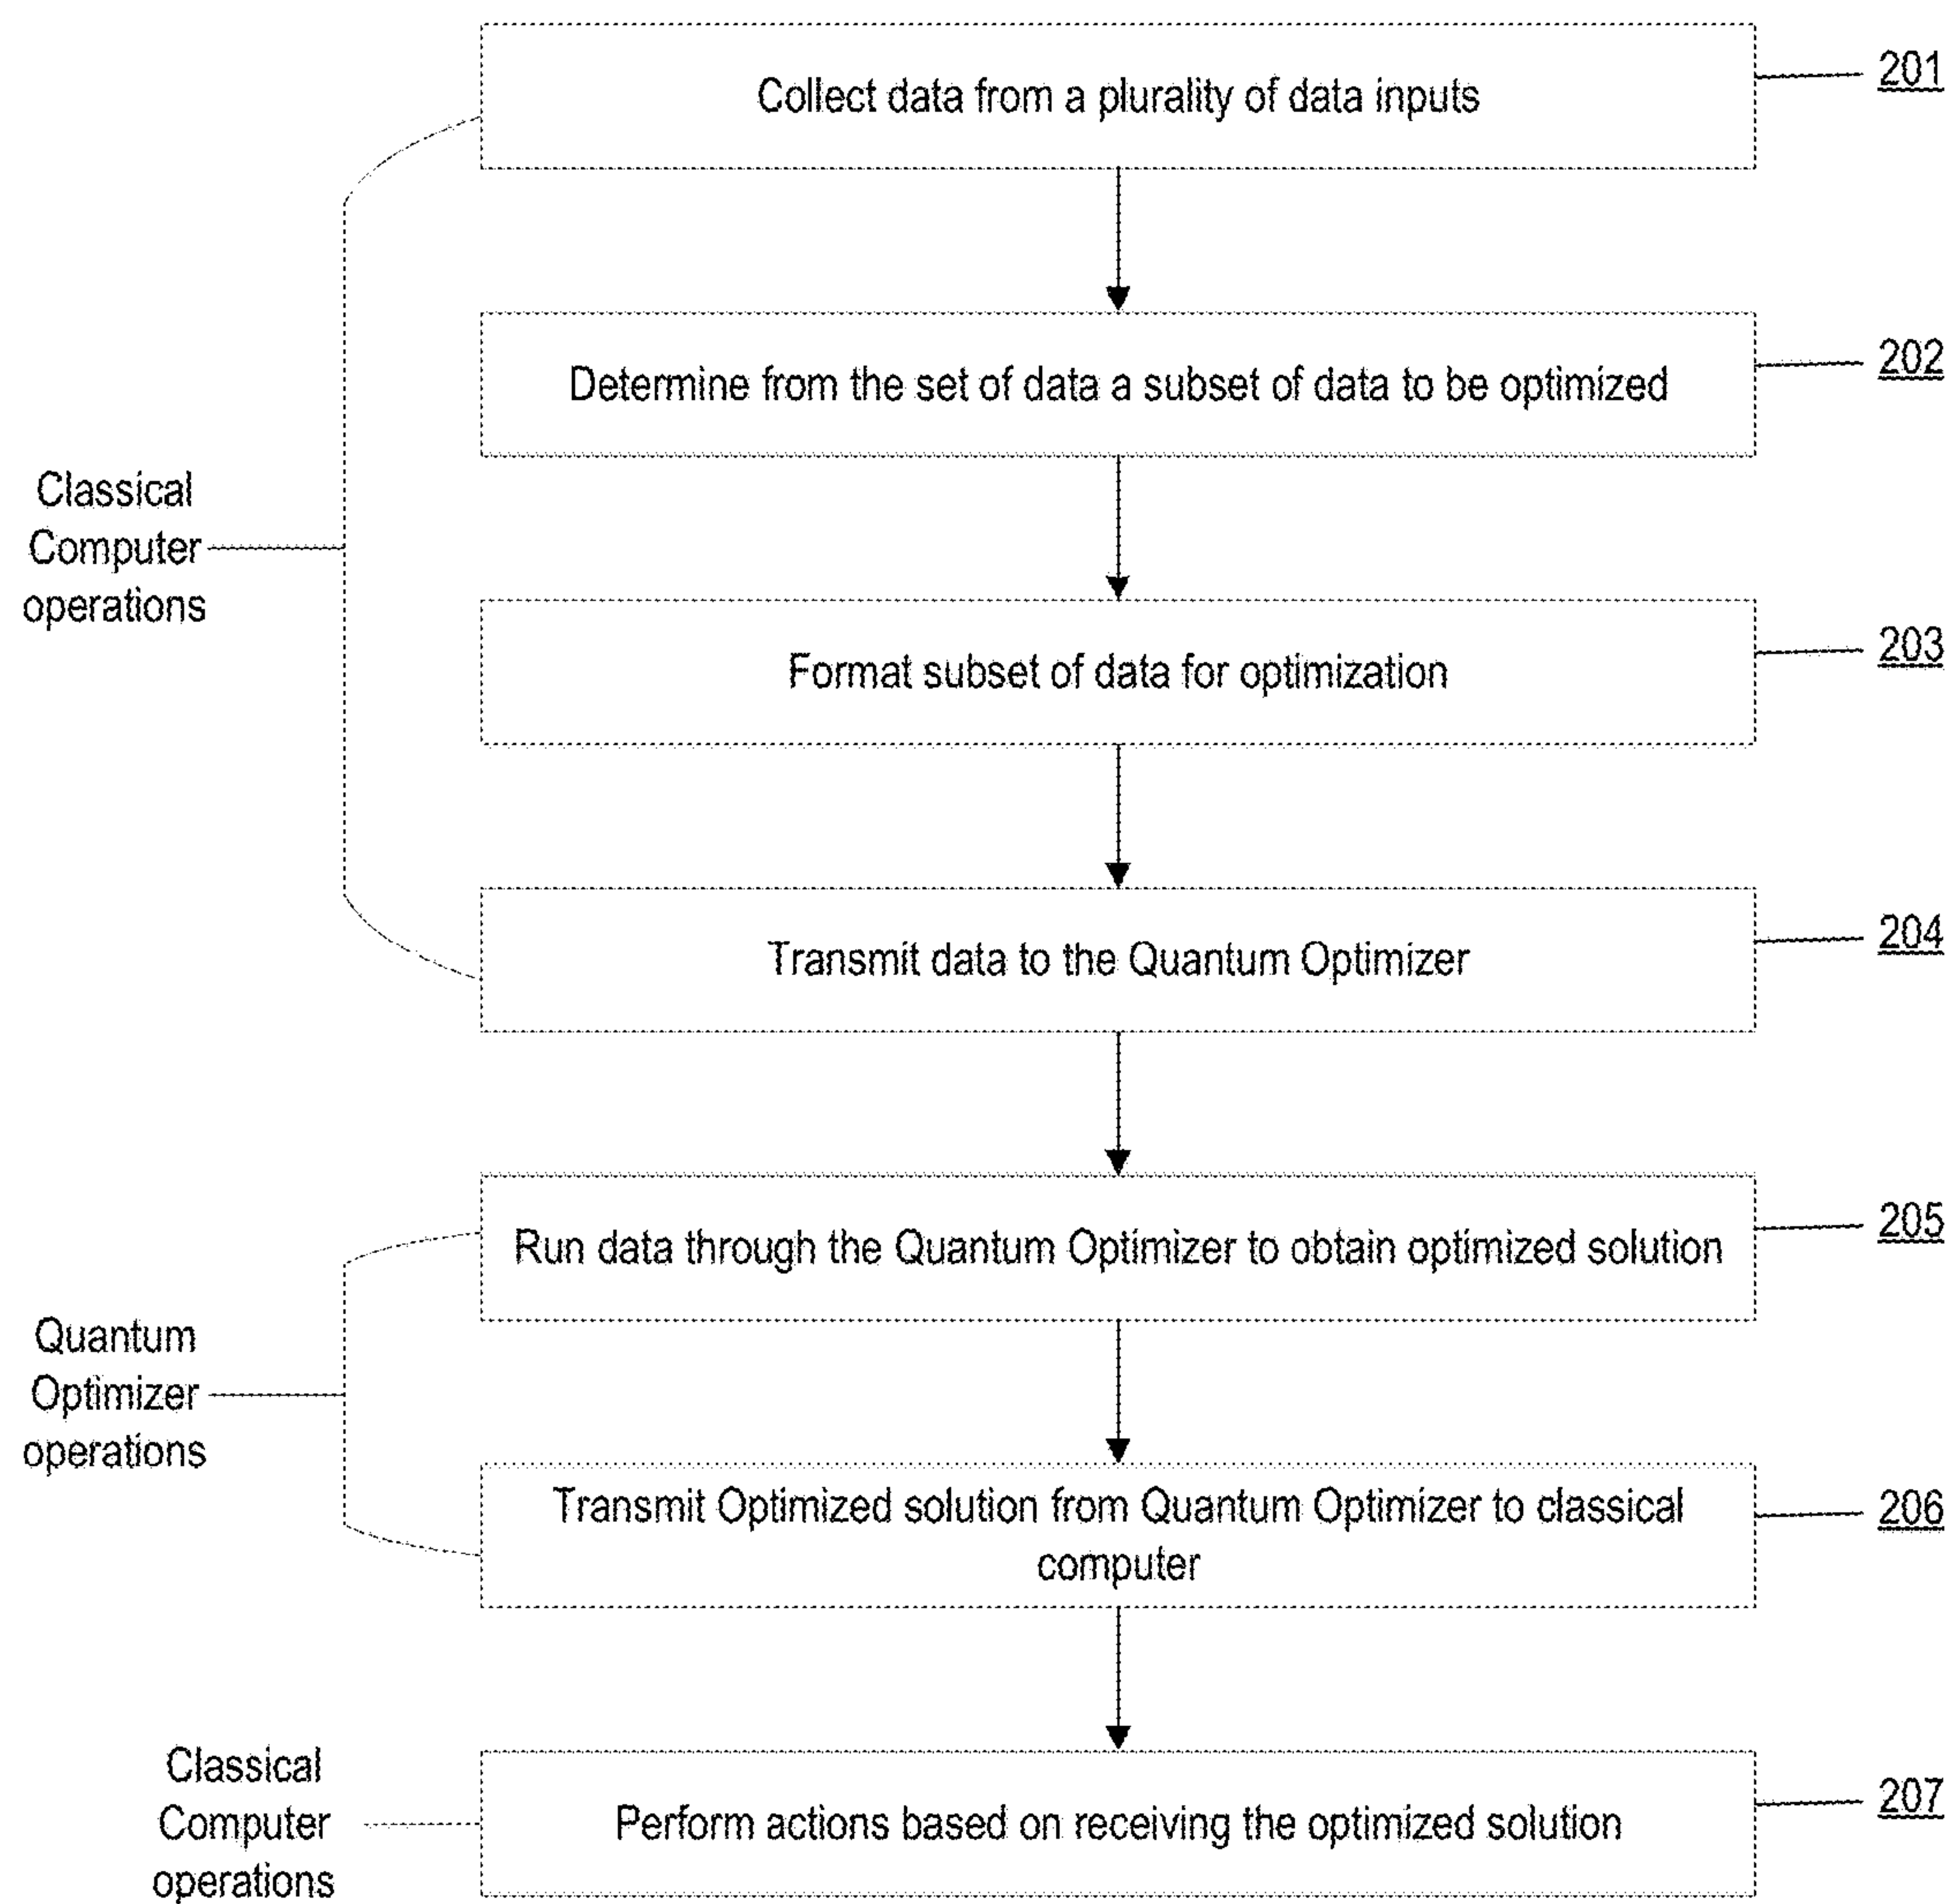 Collect data from a plurality of data inputs
201
Determine from the set of data a subset of data to be optimized
202
Classical
Computer
operations
Format subset of data for optimization
203
Transmit data to the Quantum Optimizer
204
Run data through the Quantum Optimizer to obtain optimized solution
205
Quantum
Optimizer
operations
Transmit Optimized solution from Quantum Optimizer to classical
computer
206
Classical
Computer
operations
Perform actions based on receiving the optimized solution
207